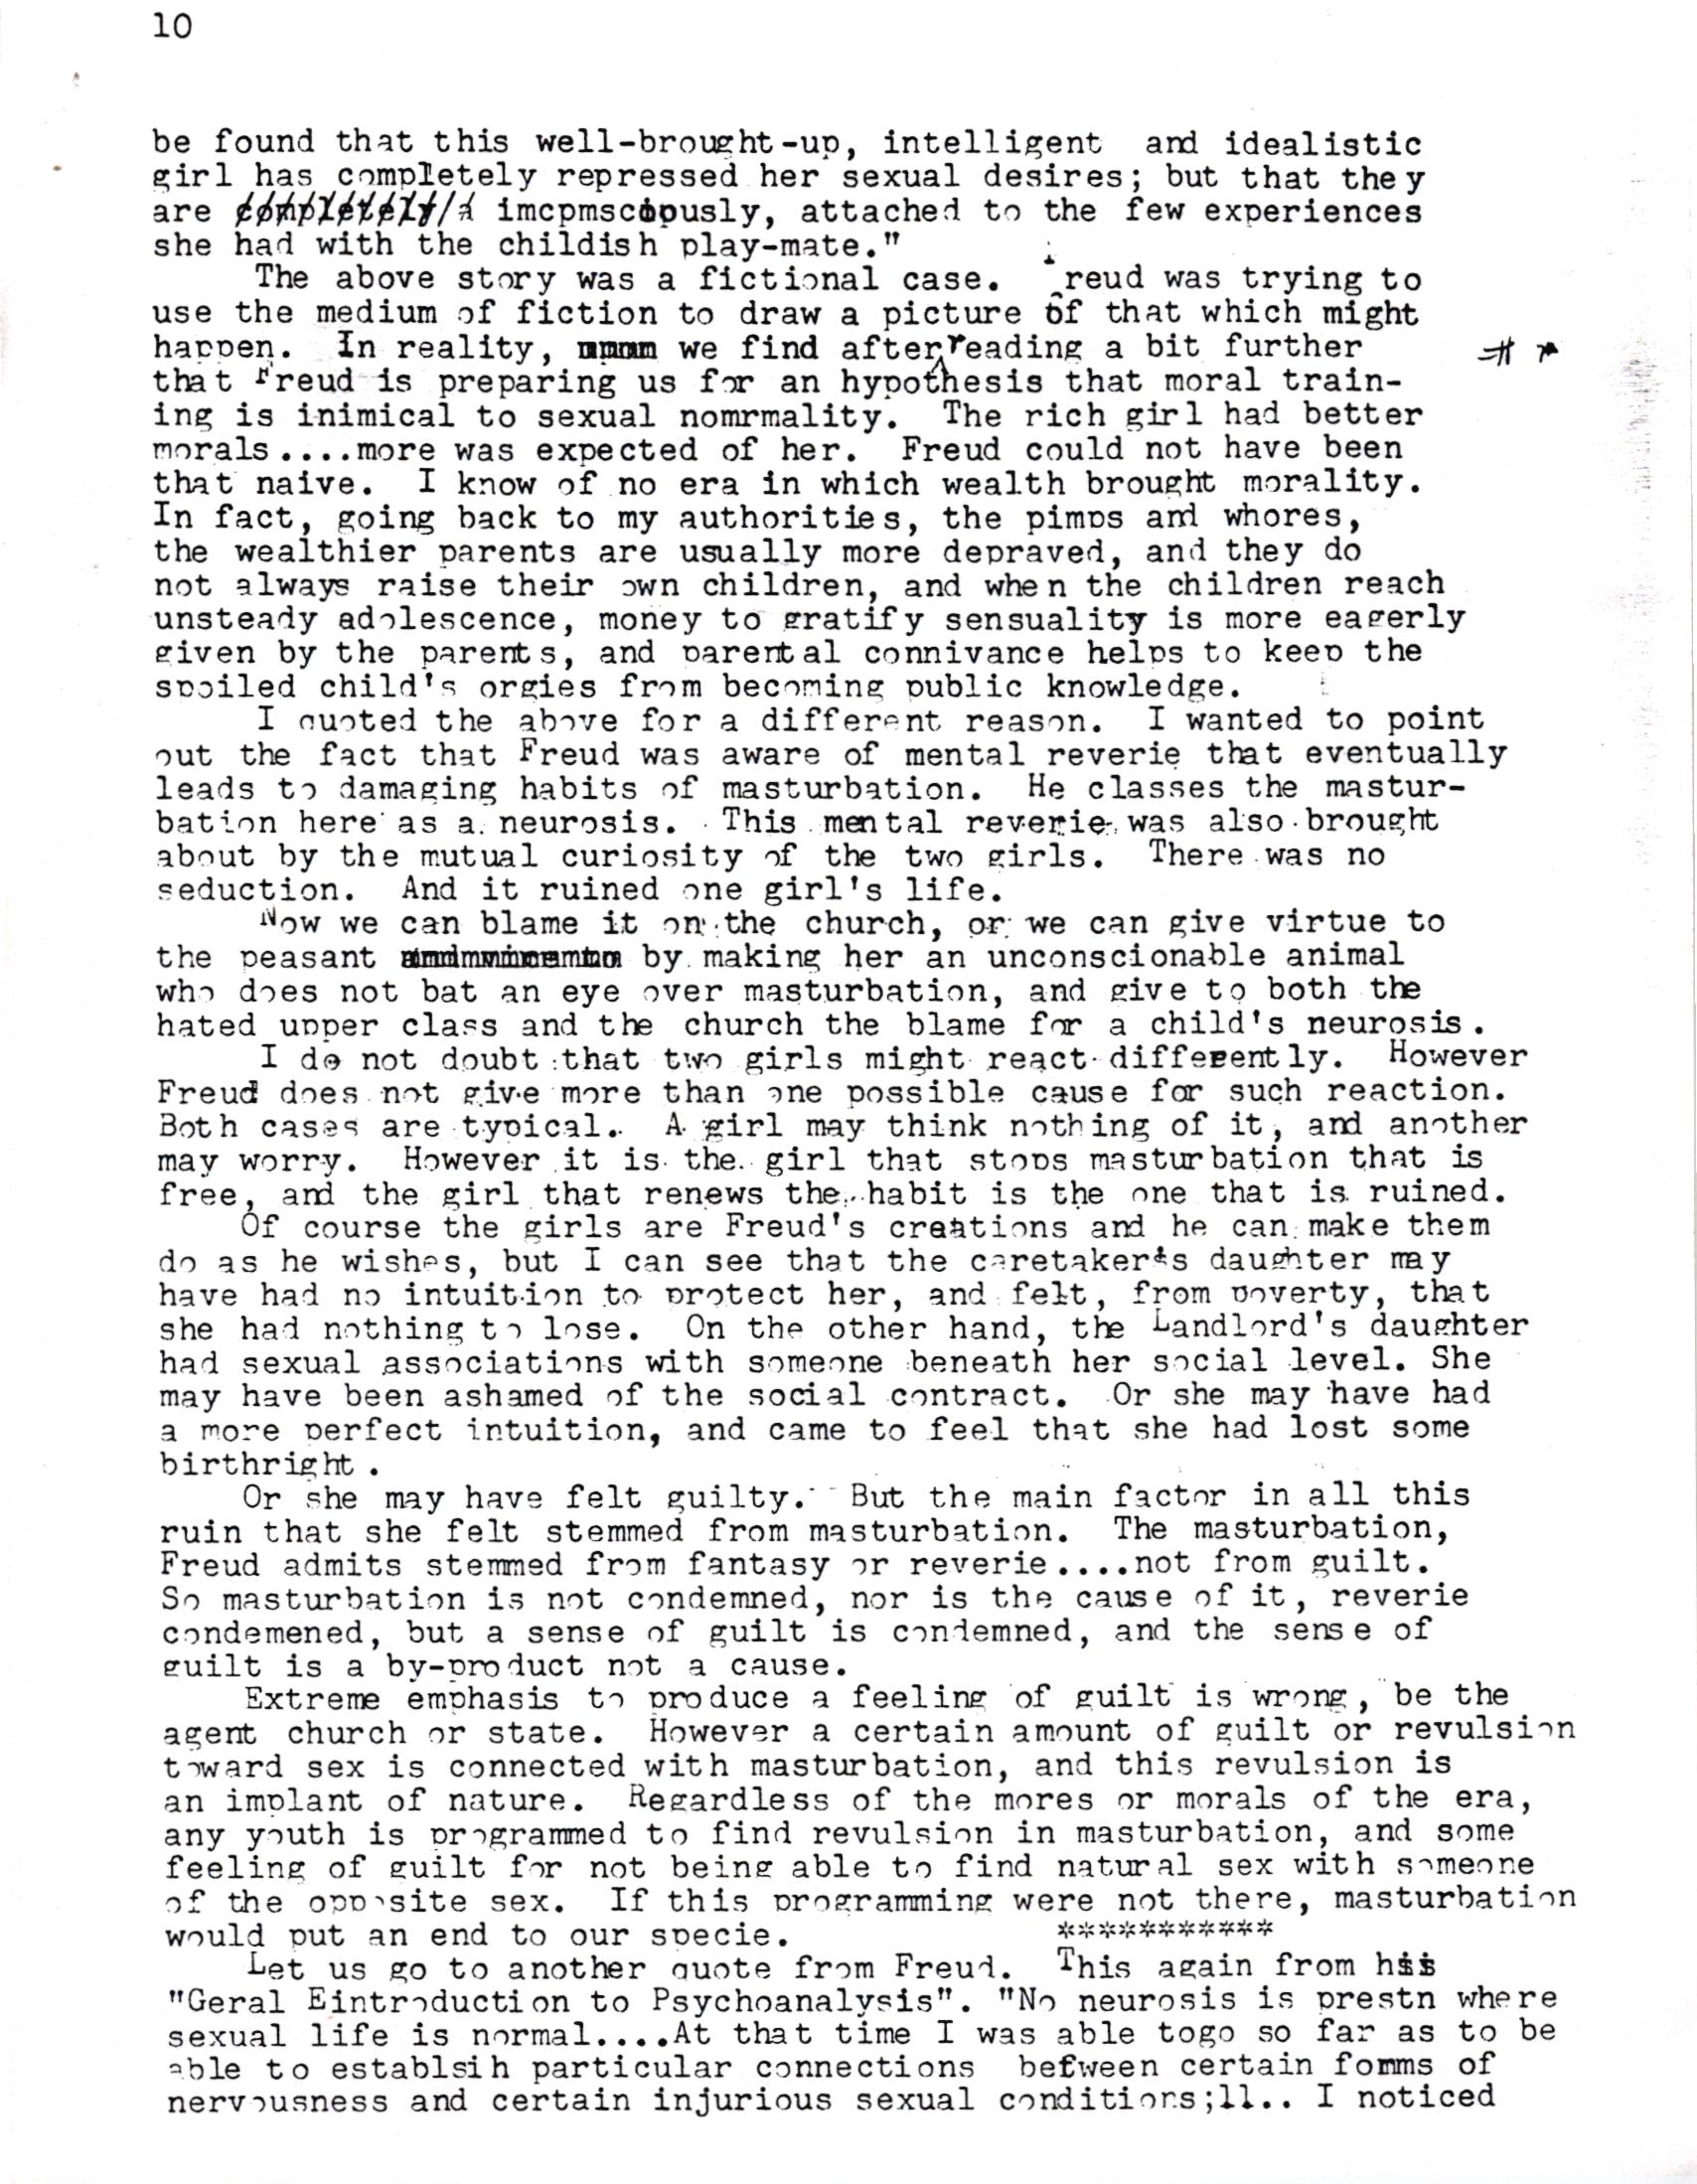 10
be found that this well-brought-up, intelligent and idealistic
girl has completely repressed her sexual desires; but that they
are completely/a imcpmsciously, attached to the few experiences
she had with the childish play-mate."
The above story was a fictional case. reud was trying to
use the medium of fiction to draw a picture of that which might
happen. In reality, we find after reading a bit further
that Freud is preparing us for an hypothesis that moral train-
ing is inimical to sexual nomrmality. The rich girl had better
morals....more was expected of her. Freud could not have been
that naive. I know of no era in which wealth brought morality.
In fact, going back to my authorities, the pimps and whores,
the wealthier parents are usually more depraved, and they do
not always raise their own children, and when the children reach
unsteady adolescence, money to gratify sensuality is more eagerly
given by the parents, and parental connivance helps to keep the
spoiled child's orgies from becoming public knowledge.
I quoted the above for a different reason. I wanted to point
out the fact that Freud was aware of mental reverie that eventually
leads to damaging habits of masturbation. He classes the mastur-
bation here as a neurosis. This mental reverie was also brought
about by the mutual curiosity of the two girls. There was no
seduction. And it ruined one girl's life.
Now we can blame it on the church, or we can give virtue to
the peasant by making her an unconscionable animal
who does not bat an eye over masturbation, and give to both the
hated upper class and the church the blame for a child's neurosis.
I do not doubt that two girls might react differently. However
Freud does not give more than one possible cause for such reaction.
Both cases are typical. A girl may think nothing of it, and another
may worry. However it is the girl that stops masturbation that is
free, and the girl that renews the habit is the one that is ruined.
Of course the girls are Freud's creations and he can make them
do as he wishes, but I can see that the caretaker's daughter may
have had no intuition to protect her, and felt, from poverty, that
she had nothing to lose. On the other hand, the Landlord's daughter
had sexual associations with someone beneath her social level. She
may have been ashamed of the social contract. Or she may have had
a more perfect intuition, and came to feel that she had lost some
birthright.
Or she may have felt guilty. But the main factor in all this
ruin that she felt stemmed from masturbation. The masturbation,
Freud admits stemmed from fantasy or reverie....not from guilt.
So masturbation is not condemned, nor is the cause of it, reverie
condemened, but a sense of guilt is condemned, and the sense of
guilt is a by-product not a cause.
Extreme emphasis to produce a feeling of guilt is wrong, be the
agent church or state. However a certain amount of guilt or revulsion
toward sex is connected with masturbation, and this revulsion is
an implant of nature. Regardless of the mores or morals of the era,
any youth is programmed to find revulsion in masturbation, and some
feeling of guilt for not being able to find natural sex with someone
of the opposite sex. If this programming were not there, masturbation
would put an end to our specie. ***********
Let us go to another quote from Freud. This again from his
"Geral Eintroduction to Psychoanalysis". "No neurosis is prestn where
sexual life is normal....At that time I was able togo so far as to be
able to establsih particular connections between certain fomms of
nervousness and certain injurious sexual conditions;ll.. I noticed